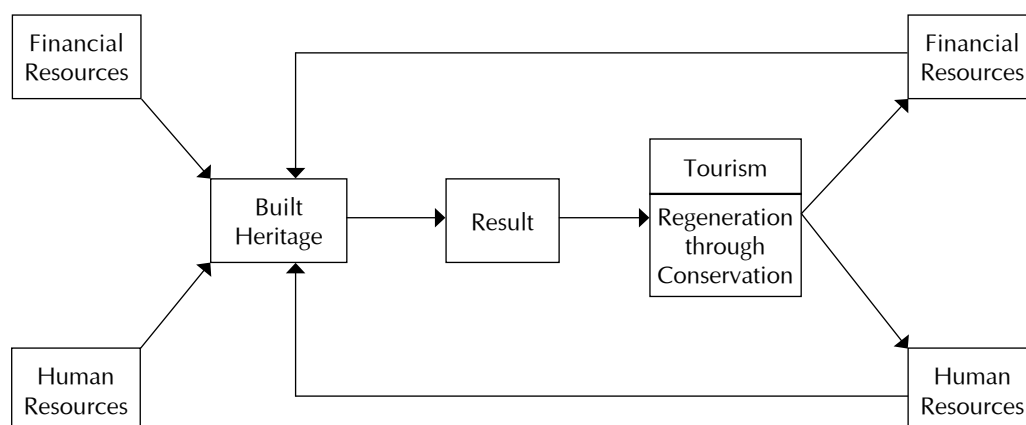 Financial
Resources
Financial
Resources
Tourism
Built
Heritage
Result
Regeneration
through
Conservation
Human
Resources
Human
Resources